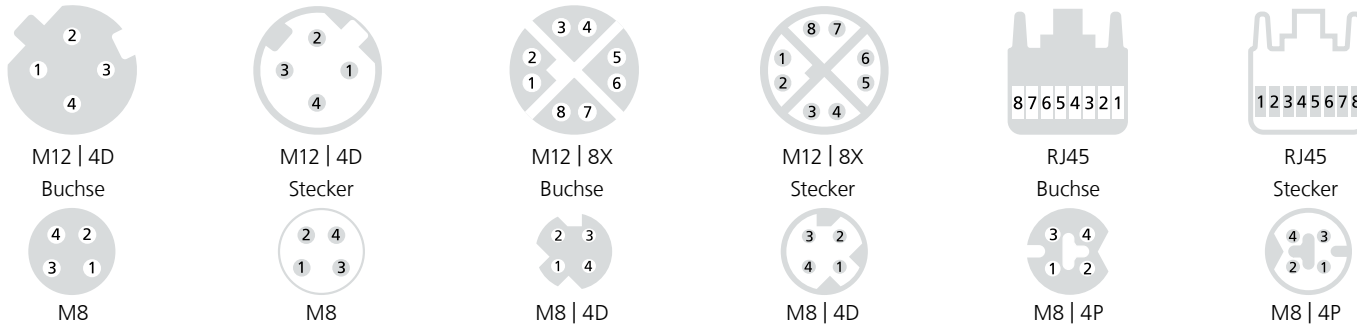 2 2 3 4 8 7
1 3 3 1 2 5 1 6
1 6 2 5
4 4 8 7 3 4 8 7 6 5 4 3 2 1 1 2 3 4 5 6 7 8
M12 | 4D M12 | 4D M12 | 8X M12 | 8X RJ45 RJ45
Buchse Stecker Buchse Stecker Buchse Stecker
4 2 2 4 2 3 3 2 3 4 4 3
3 1 1 3 1 4 4 1 1 2 2 1
M8 M8 M8 | 4D M8 | 4D M8 | 4P M8 | 4P